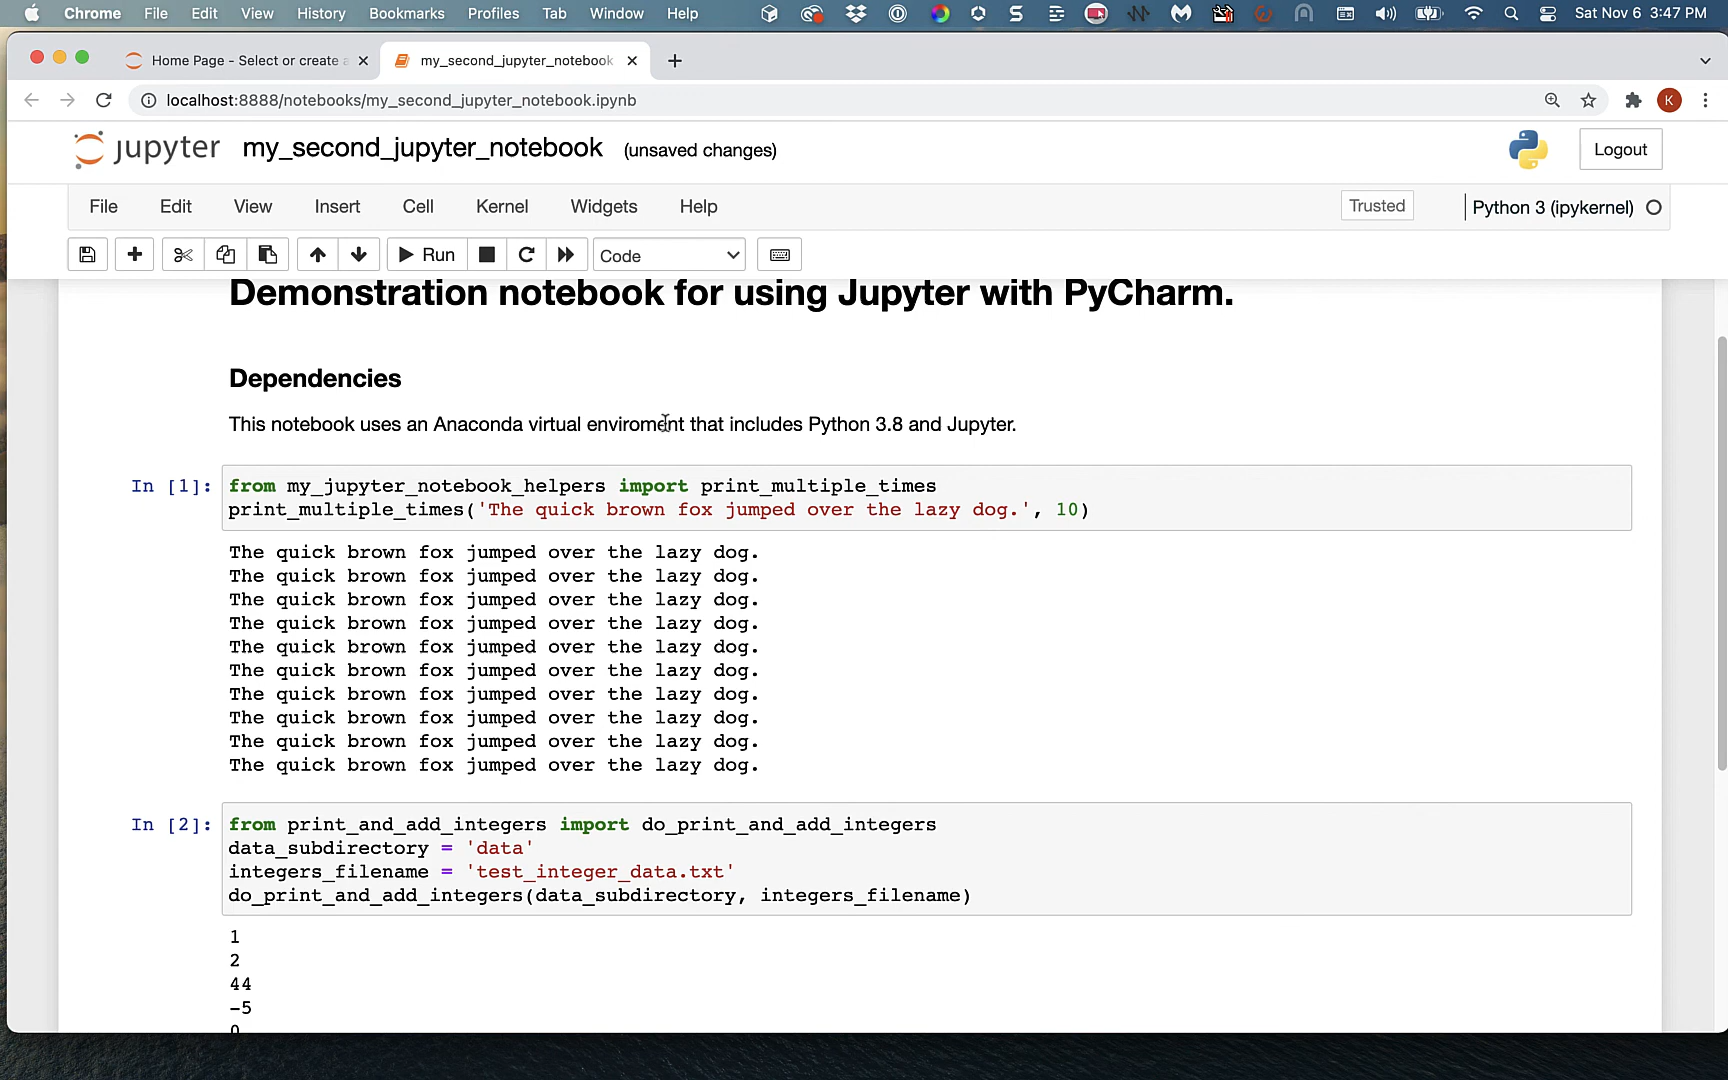 Chrome File Edit View History Bookmarks Profiles Tab Window Help Sat Nov 6 3:47 PM
Home Page - Select or create a my_second_jupyter_notebook
localhost:8888/notebooks/my_second_jupyter_notebook.ipynb K
jupyter my_second_jupyter_notebook (unsaved changes) Logout
File Edit View Insert Cell Kernel Widgets Help Trusted Python 3 (ipykernel)
Run Code
Demonstration notebook for using Jupyter with PyCharm.
Dependencies
This notebook uses an Anaconda virtual enviroment that includes Python 3.8 and Jupyter.
In [1]: from my_jupyter_notebook_helpers import print_multiple_times
print_multiple_times('The quick brown fox jumped over the lazy dog.', 10)
The quick brown fox jumped over the lazy dog.
The quick brown fox jumped over the lazy dog.
The quick brown fox jumped over the lazy dog.
The quick brown fox jumped over the lazy dog.
The quick brown fox jumped over the lazy dog.
The quick brown fox jumped over the lazy dog.
The quick brown fox jumped over the lazy dog.
The quick brown fox jumped over the lazy dog.
The quick brown fox jumped over the lazy dog.
The quick brown fox jumped over the lazy dog.
In [2]: from print_and_add_integers import do_print_and_add_integers
data_subdirectory = 'data'
integers_filename = 'test_integer_data.txt'
do_print_and_add_integers(data_subdirectory, integers_filename)
1
2
44
-5